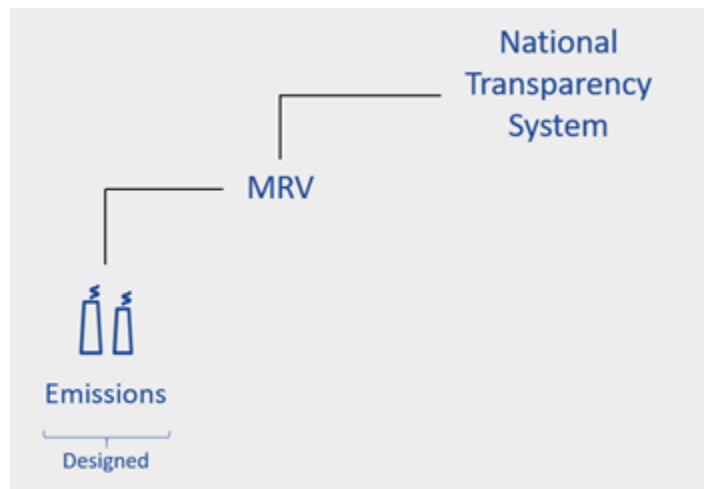 National
Transparency
System
MRV
Emissions
Designed